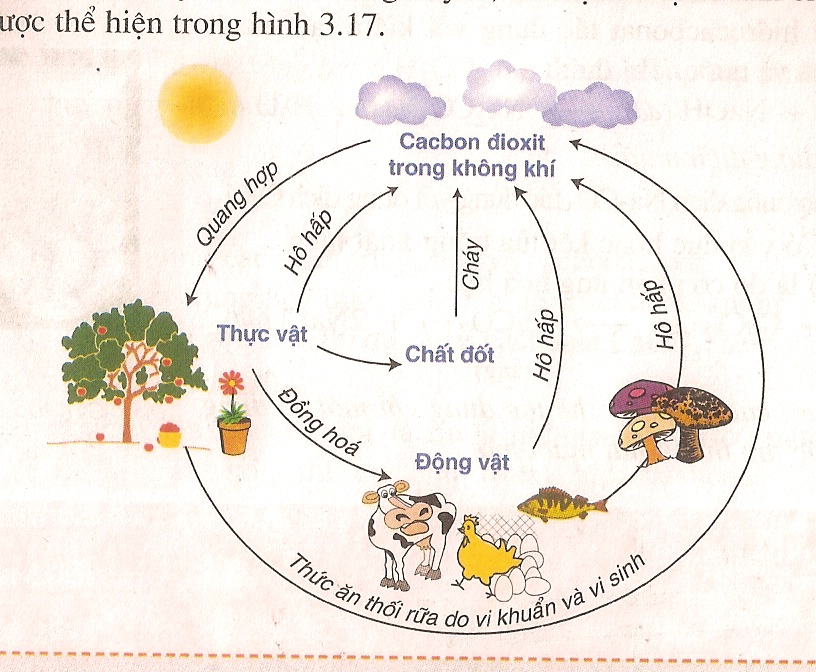 ược thể hiện trong hình 3.17.
Cacbon đioxit
trong không khí
Quang hợp
Hô hấp
Cháy
Hô hấp
Hô hấp
Thực vật
Chất đốt
Đồng hoá
Động vật
Thức ăn thối rữa do vi khuẩn và vi sinh